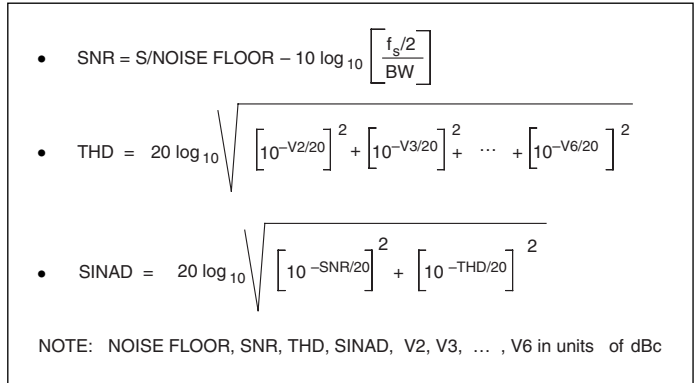 • SNR = S/NOISE FLOOR – 10 log₁₀ [ fₛ/2 / BW ]
• THD = 20 log₁₀ √ [10^–V2/20]² + [10^–V3/20]² + ... + [10^–V6/20]²
• SINAD = 20 log₁₀ √ [10^–SNR/20]² + [10^–THD/20]²
NOTE: NOISE FLOOR, SNR, THD, SINAD, V2, V3, ... , V6 in units of dBc